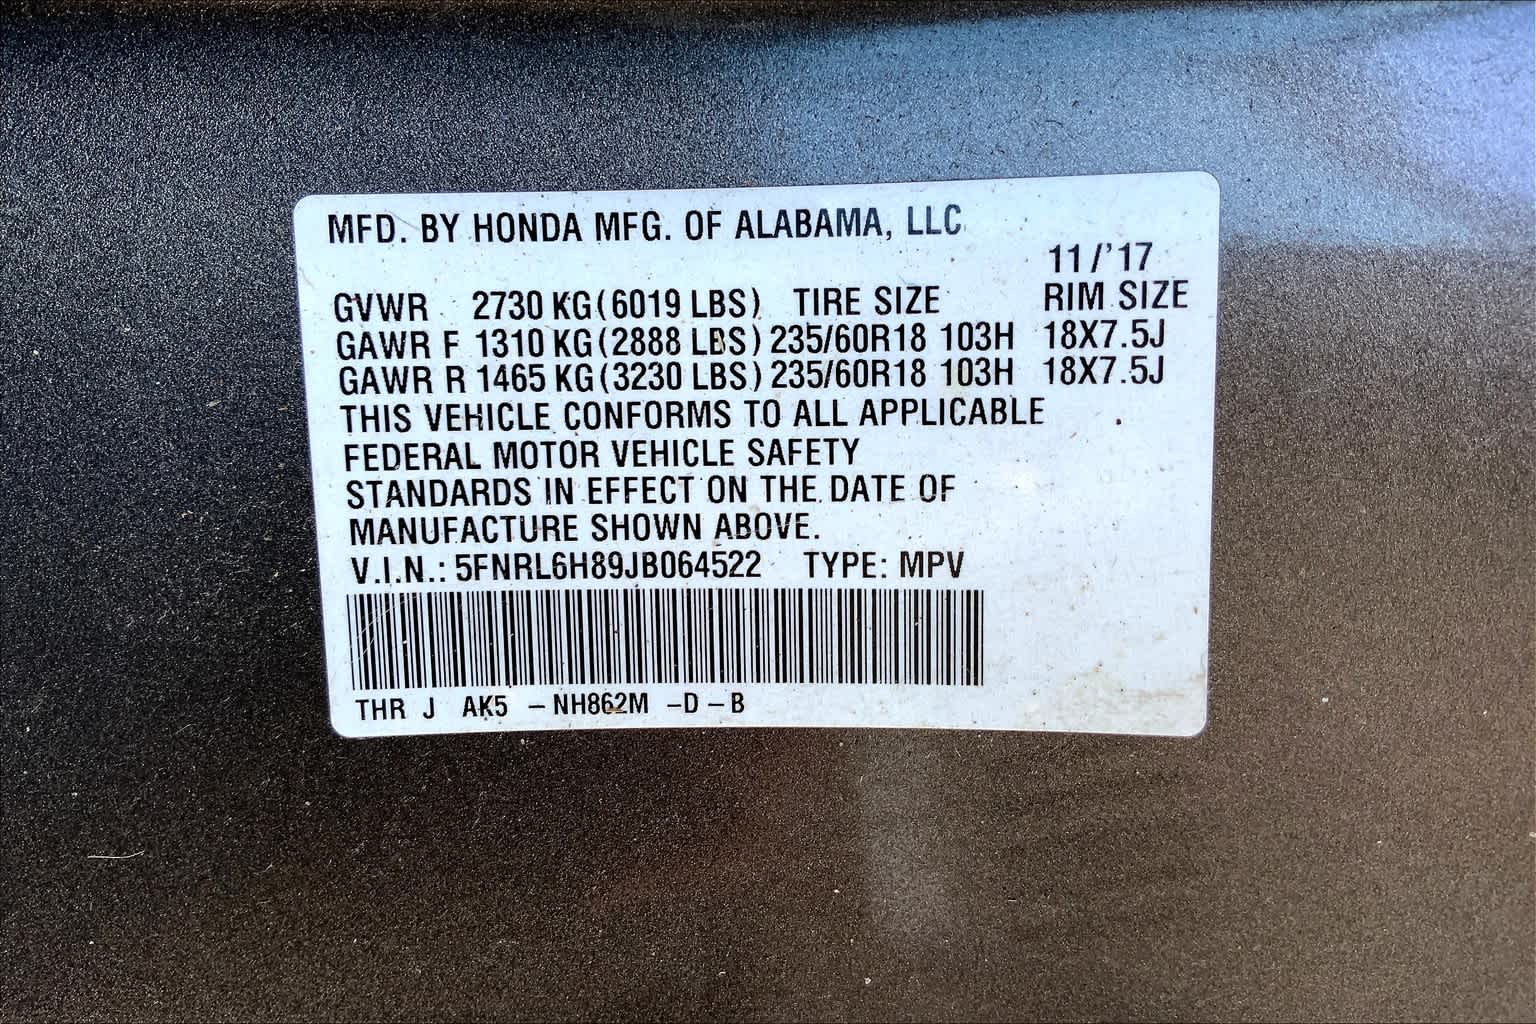 MFD. BY HONDA MFG. OF ALABAMA, LLC
11/'17
GVWR 2730 KG(6019 LBS) TIRE SIZE RIM SIZE
GAWR F 1310 KG(2888 LBS) 235/60R18 103H 18X7.5J
GAWR R 1465 KG(3230 LBS) 235/60R18 103H 18X7.5J
THIS VEHICLE CONFORMS TO ALL APPLICABLE
FEDERAL MOTOR VEHICLE SAFETY
STANDARDS IN EFFECT ON THE DATE OF
MANUFACTURE SHOWN ABOVE.
V.I.N.: 5FNRL6H89JB064522 TYPE: MPV
THR J AK5 -NH862M -D-B